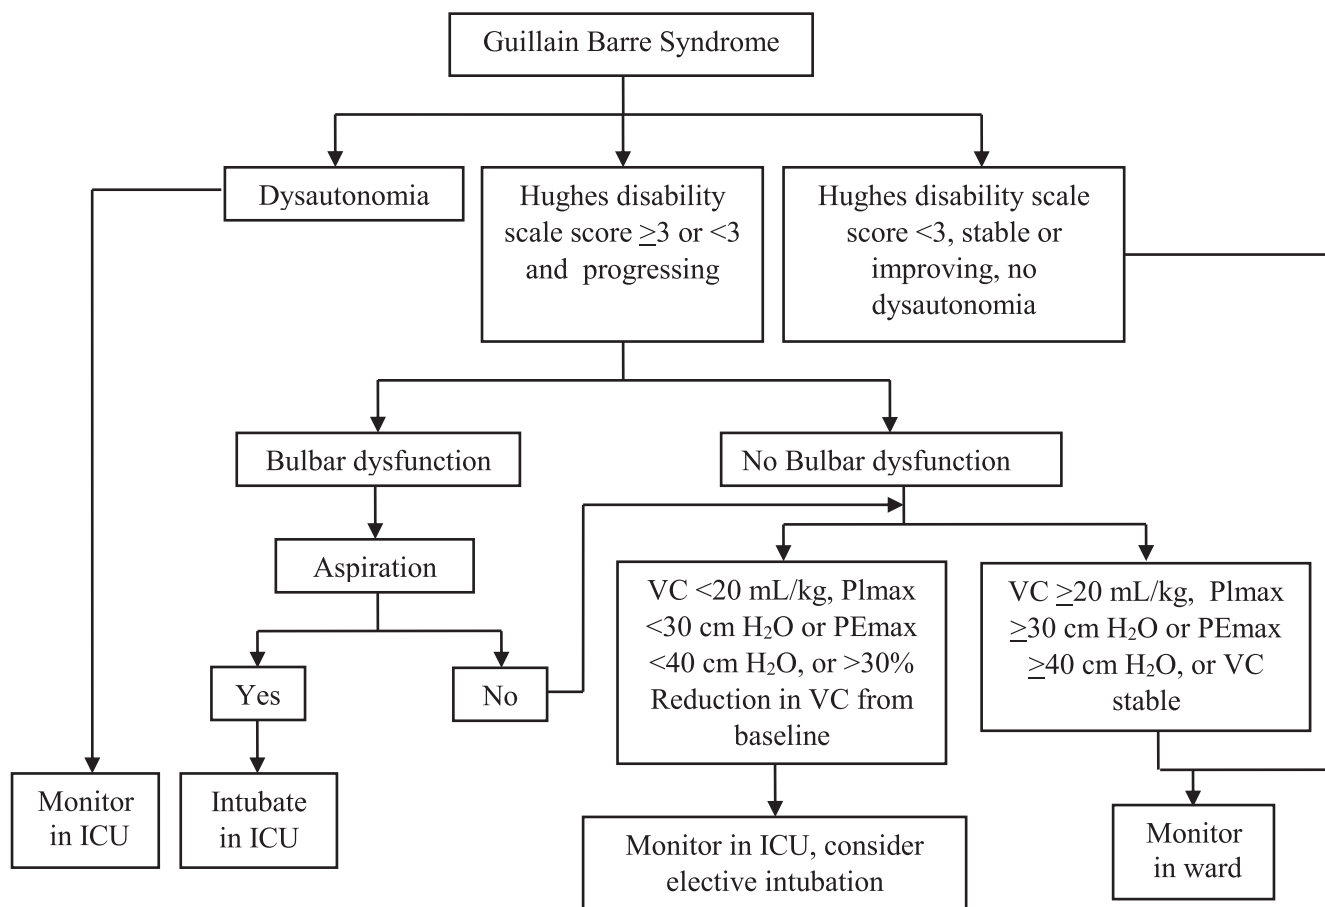 Guillain Barre Syndrome
Dysautonomia
Hughes disability
scale score ≥3 or <3
and progressing
Hughes disability scale
score <3, stable or
improving, no
dysautonomia
Bulbar dysfunction
No Bulbar dysfunction
Aspiration
Yes
No
VC <20 mL/kg, Plmax
<30 cm H₂O or PEmax
<40 cm H₂O, or >30%
Reduction in VC from
baseline
VC ≥20 mL/kg, Plmax
≥30 cm H₂O or PEmax
≥40 cm H₂O, or VC
stable
Monitor
in ICU
Intubate
in ICU
Monitor in ICU, consider
elective intubation
Monitor
in ward